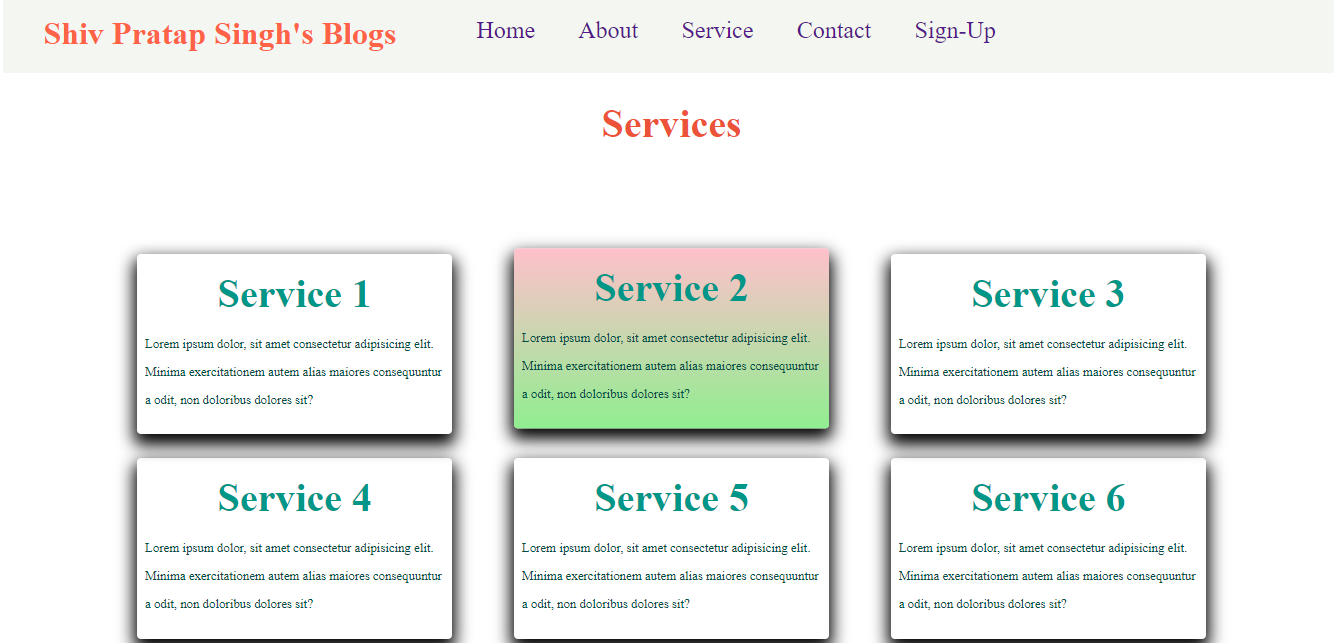 Shiv Pratap Singh's Blogs Home About Service Contact Sign-Up
Services
Service 1
Lorem ipsum dolor, sit amet consectetur adipisicing elit.
Minima exercitationem autem alias maiores consequuntur
a odit, non doloribus dolores sit?
Service 2
Lorem ipsum dolor, sit amet consectetur adipisicing elit.
Minima exercitationem autem alias maiores consequuntur
a odit, non doloribus dolores sit?
Service 3
Lorem ipsum dolor, sit amet consectetur adipisicing elit.
Minima exercitationem autem alias maiores consequuntur
a odit, non doloribus dolores sit?
Service 4
Lorem ipsum dolor, sit amet consectetur adipisicing elit.
Minima exercitationem autem alias maiores consequuntur
a odit, non doloribus dolores sit?
Service 5
Lorem ipsum dolor, sit amet consectetur adipisicing elit.
Minima exercitationem autem alias maiores consequuntur
a odit, non doloribus dolores sit?
Service 6
Lorem ipsum dolor, sit amet consectetur adipisicing elit.
Minima exercitationem autem alias maiores consequuntur
a odit, non doloribus dolores sit?